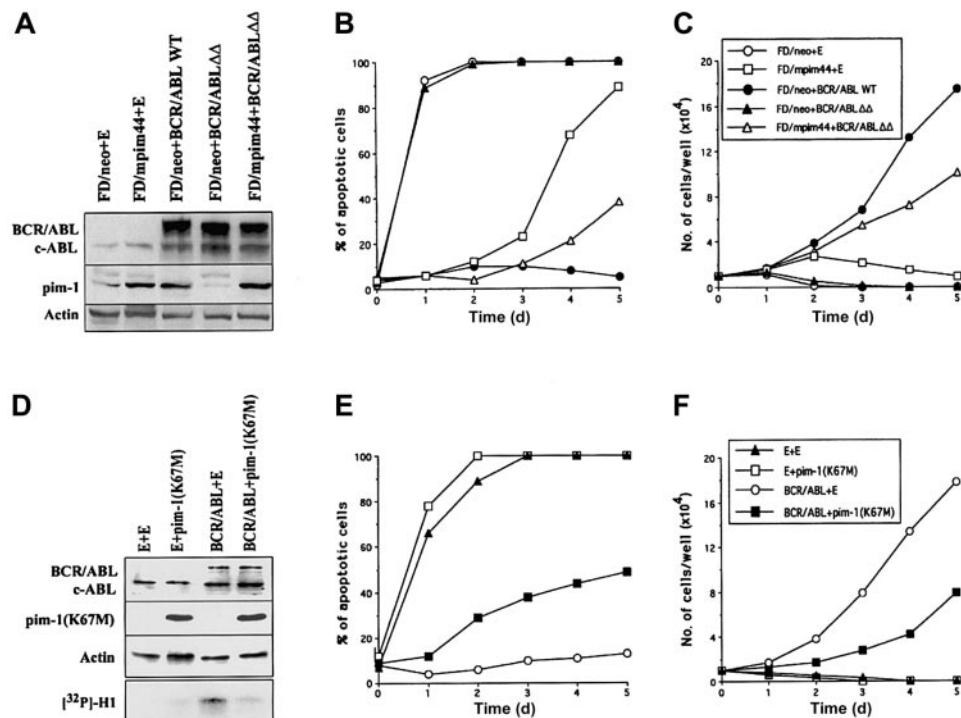 A
FD/neo+E
FD/mpim44+E
FD/neo+BCR/ABL WT
FD/neo+BCR/ABLΔΔ
FD/mpim44+BCR/ABLΔΔ
BCR/ABL
c-ABL
pim-1
Actin
B
% of apoptotic cells
100
80
60
40
20
0
0 1 2 3 4 5
Time (d)
C
No. of cells/well (x10⁴)
20
16
12
8
4
0
FD/neo+E
FD/mpim44+E
FD/neo+BCR/ABL WT
FD/neo+BCR/ABL ΔΔ
FD/mpim44+BCR/ABL ΔΔ
0 1 2 3 4 5
Time (d)
D
E+E
E+pim-1(K67M)
BCR/ABL+E
BCR/ABL+pim-1(K67M)
BCR/ABL
c-ABL
pim-1(K67M)
Actin
[³²P]-H1
E
% of apoptotic cells
100
80
60
40
20
0
0 1 2 3 4 5
Time (d)
F
No. of cells/well (x10⁴)
20
16
12
8
4
0
E+E
E+pim-1(K67M)
BCR/ABL+E
BCR/ABL+pim-1(K67M)
0 1 2 3 4 5
Time (d)